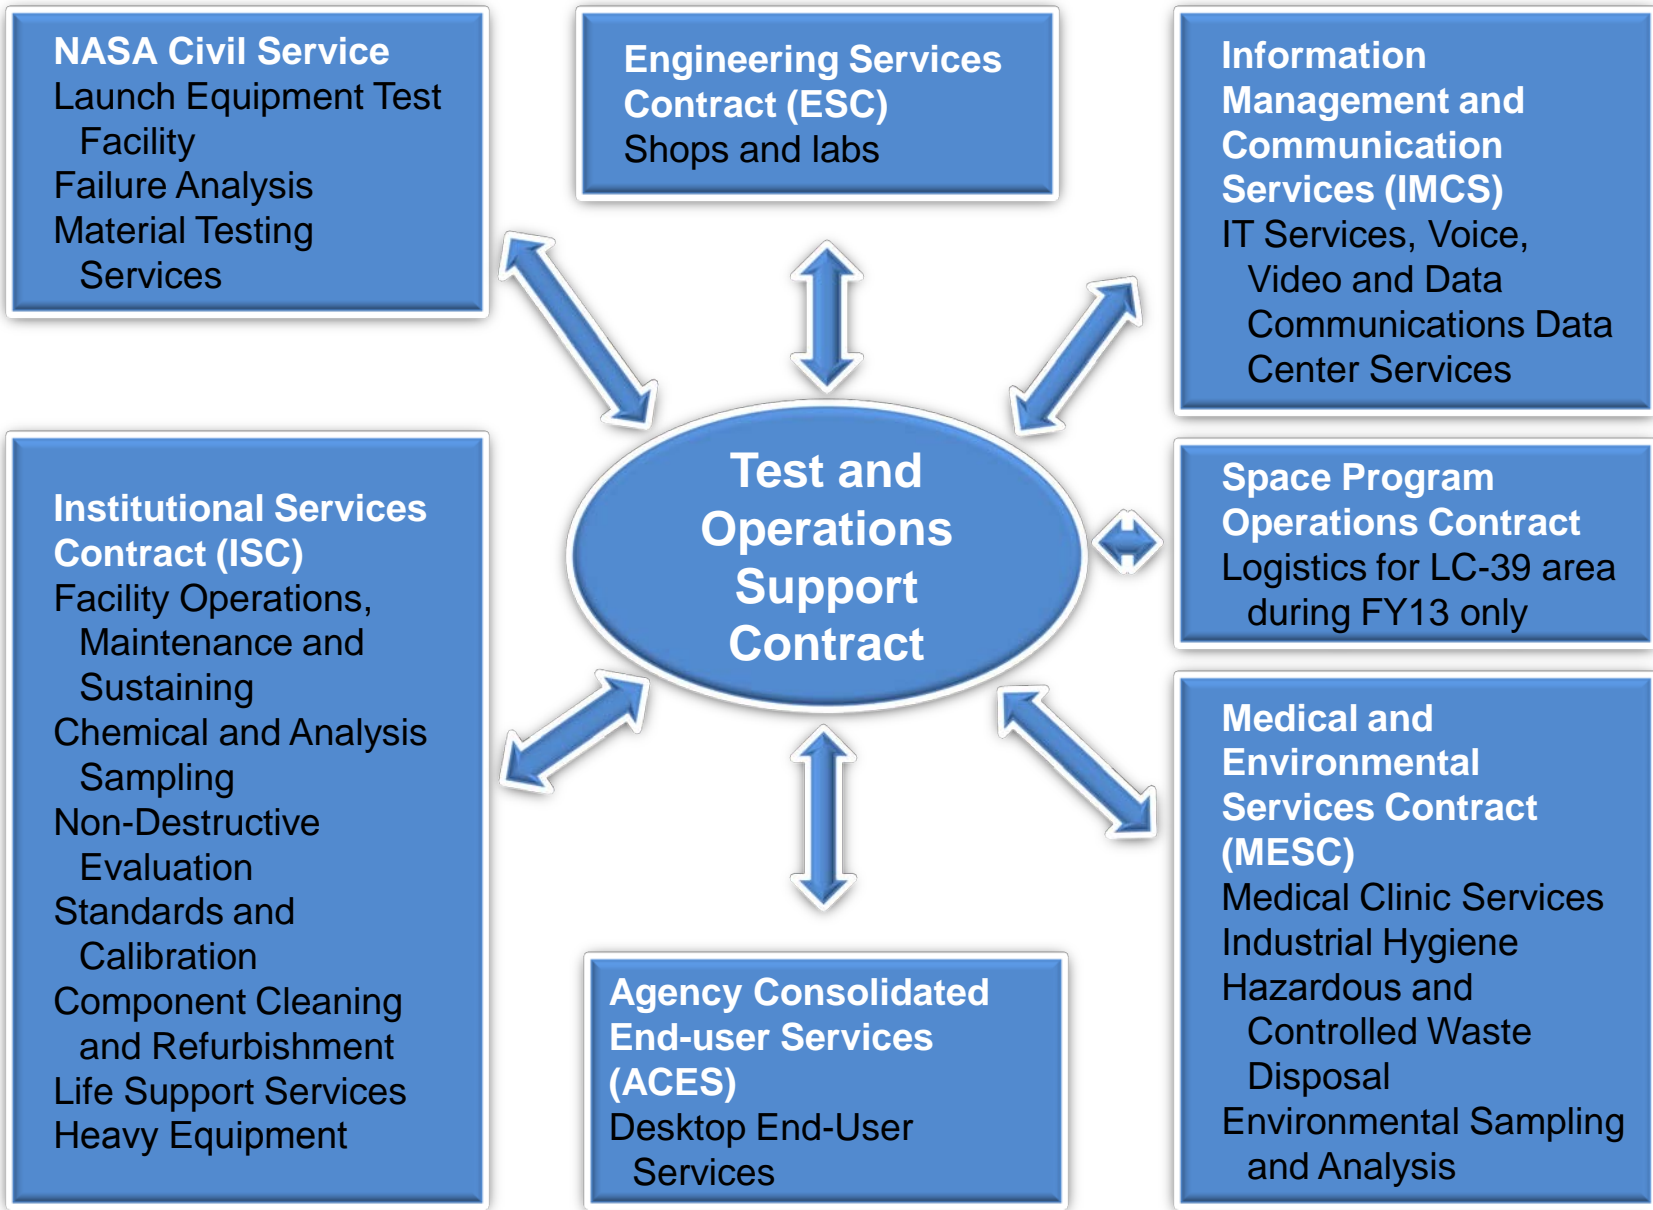 NASA Civil Service
Launch Equipment Test
Facility
Failure Analysis
Material Testing
Services
Engineering Services
Contract (ESC)
Shops and labs
Information
Management and
Communication
Services (IMCS)
IT Services, Voice,
Video and Data
Communications Data
Center Services
Test and
Operations
Support
Contract
Institutional Services
Contract (ISC)
Facility Operations,
Maintenance and
Sustaining
Chemical and Analysis
Sampling
Non-Destructive
Evaluation
Standards and
Calibration
Component Cleaning
and Refurbishment
Life Support Services
Heavy Equipment
Space Program
Operations Contract
Logistics for LC-39 area
during FY13 only
Agency Consolidated
End-user Services
(ACES)
Desktop End-User
Services
Medical and
Environmental
Services Contract
(MESC)
Medical Clinic Services
Industrial Hygiene
Hazardous and
Controlled Waste
Disposal
Environmental Sampling
and Analysis